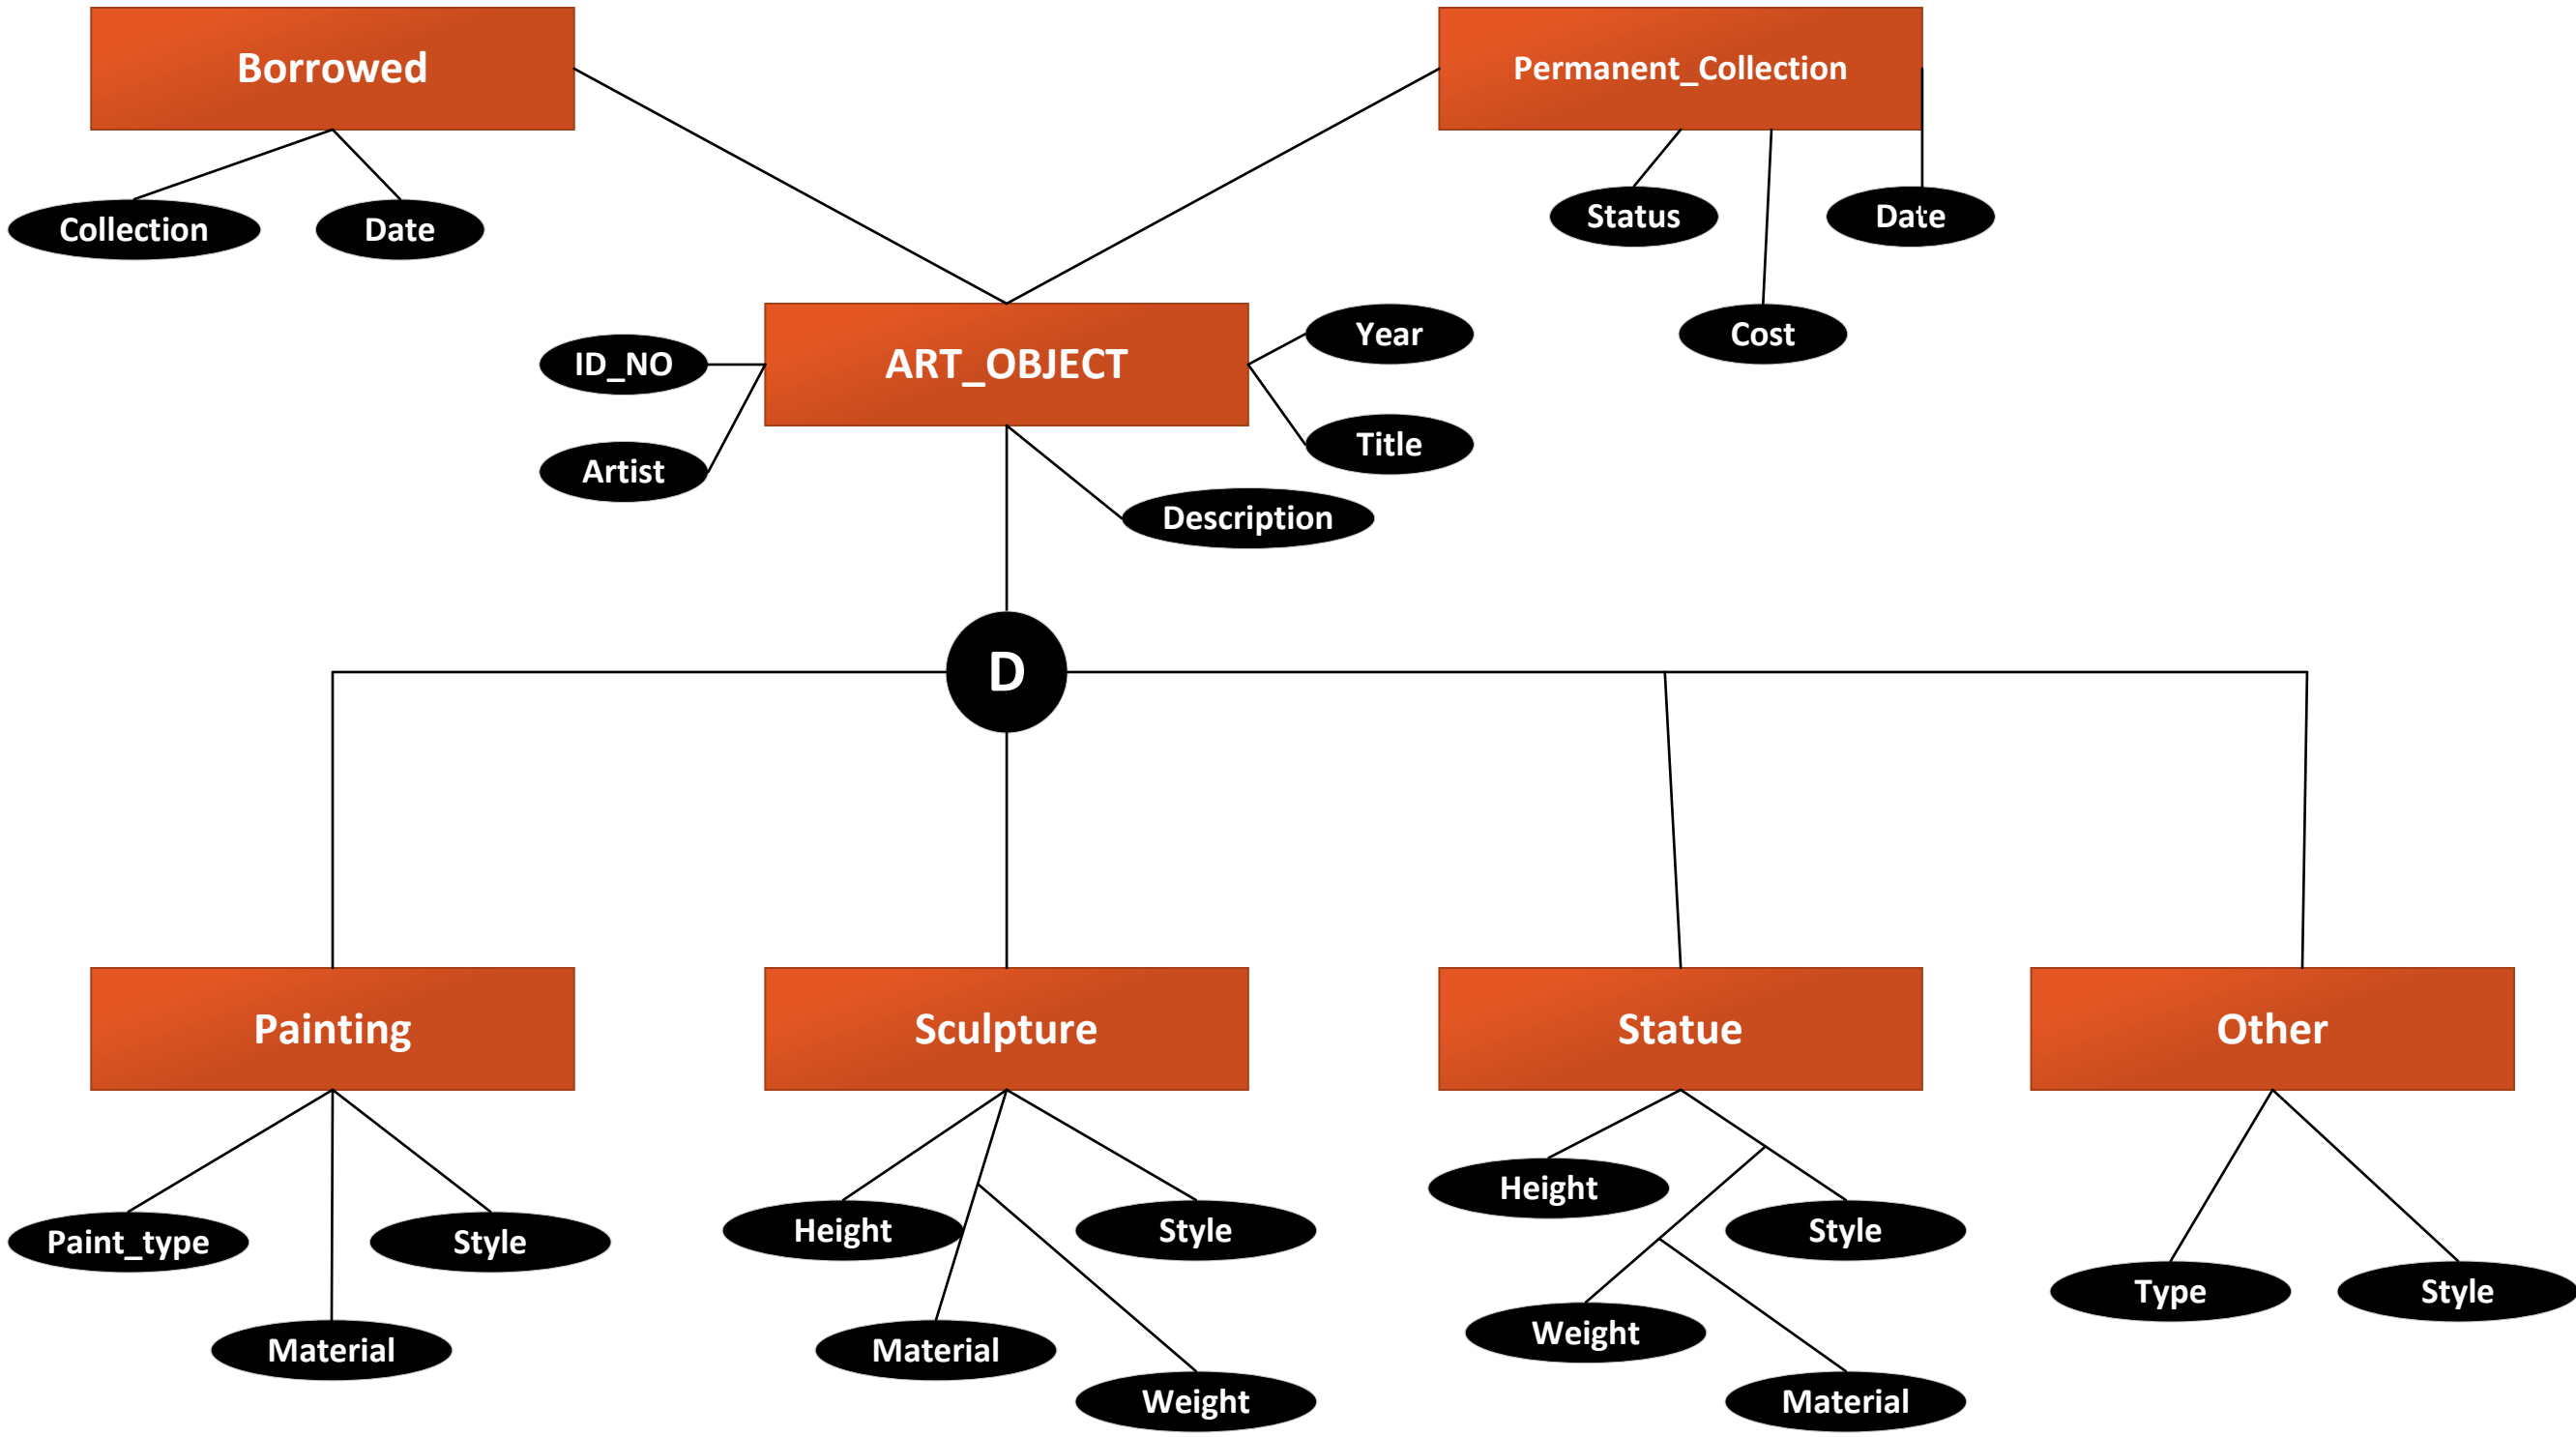 Borrowed
Permanent_Collection
Collection
Date
Status
Date
Cost
ID_NO
ART_OBJECT
Year
Artist
Title
Description
D
Painting
Sculpture
Statue
Other
Paint_type
Style
Material
Height
Style
Material
Weight
Height
Style
Weight
Material
Type
Style